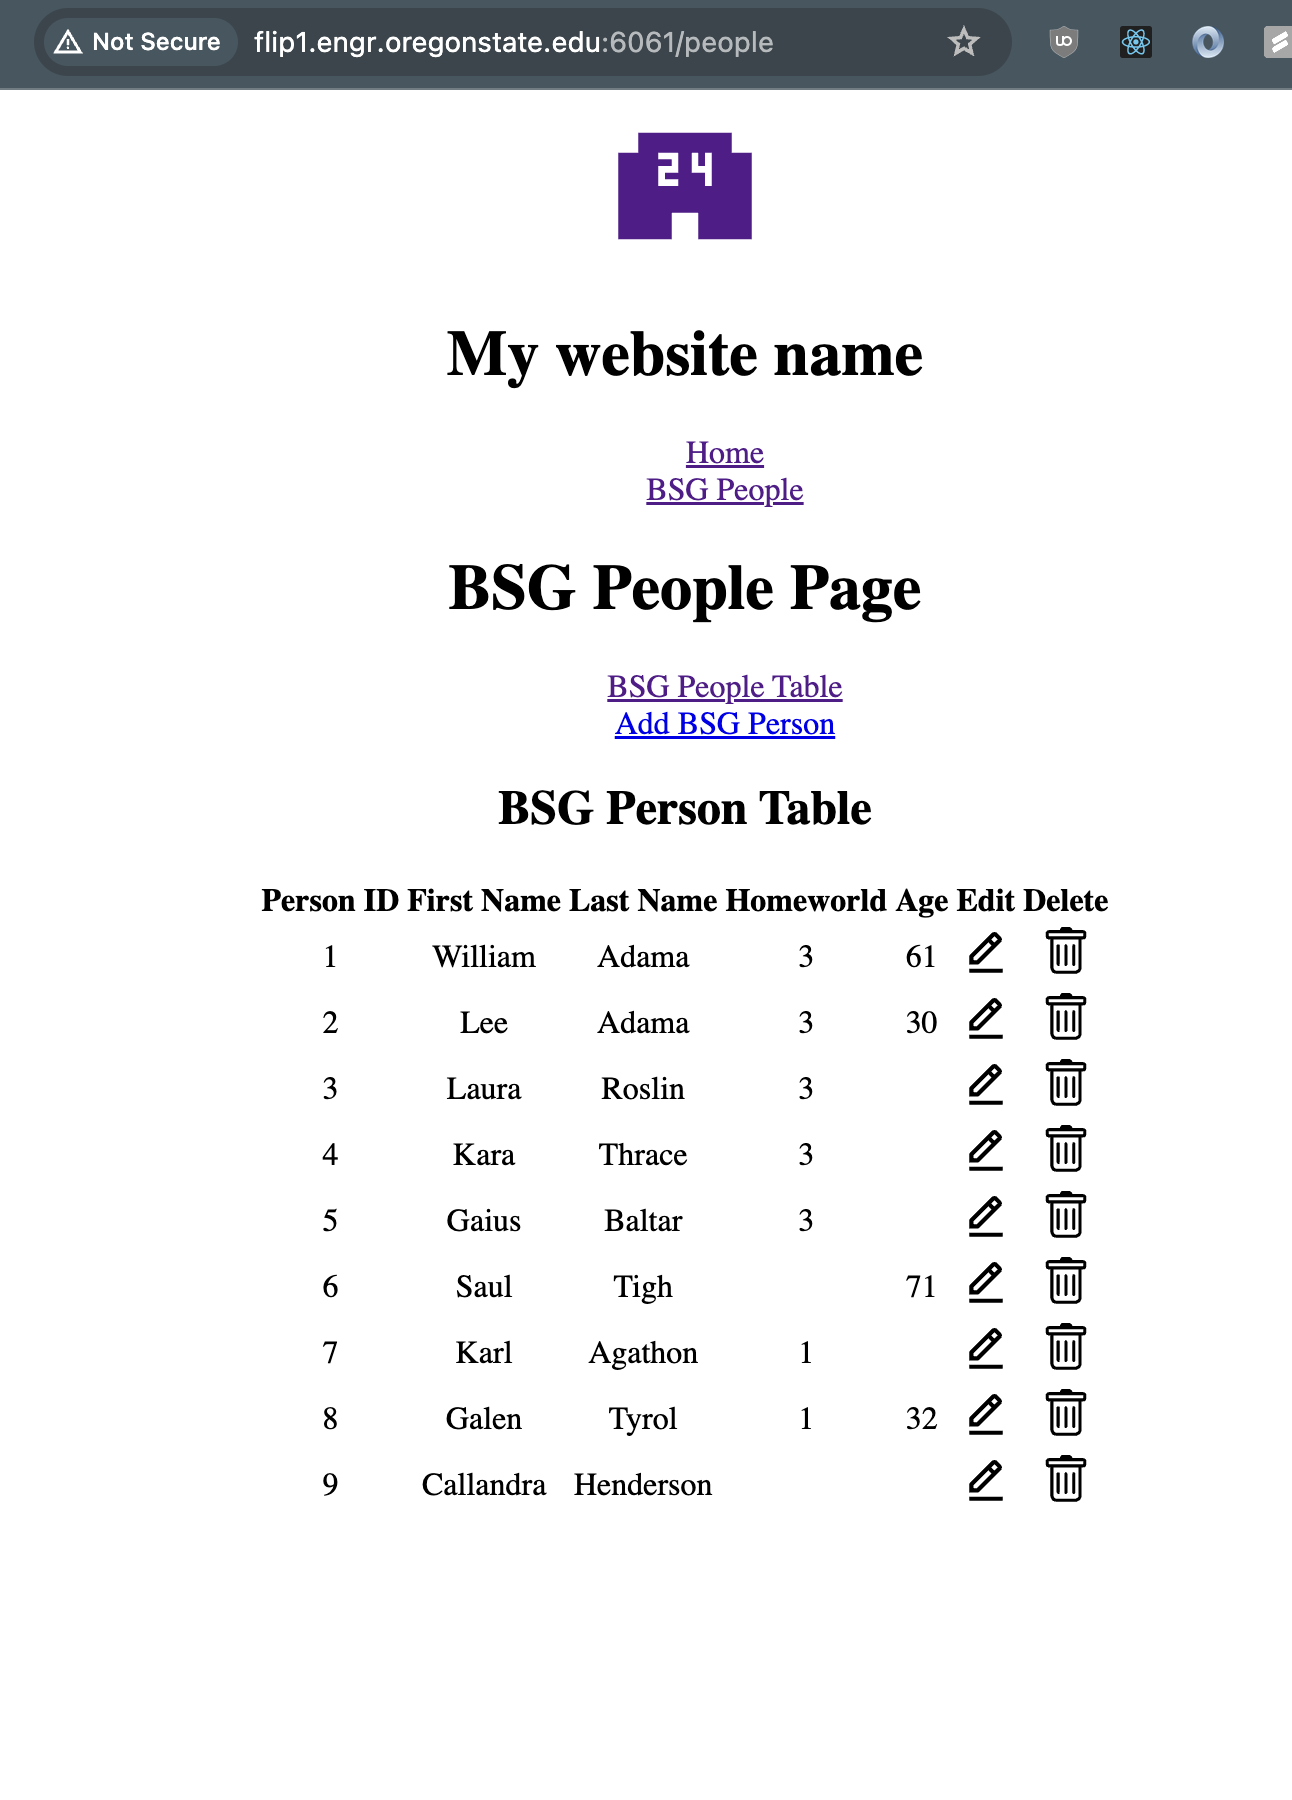 Not Secure flip1.engr.oregonstate.edu:6061/people
24
My website name
Home
BSG People
BSG People Page
BSG People Table
Add BSG Person
BSG Person Table
Person ID First Name Last Name Homeworld Age Edit Delete
1 William Adama 3 61
2 Lee Adama 3 30
3 Laura Roslin 3
4 Kara Thrace 3
5 Gaius Baltar 3
6 Saul Tigh 71
7 Karl Agathon 1
8 Galen Tyrol 1 32
9 Callandra Henderson